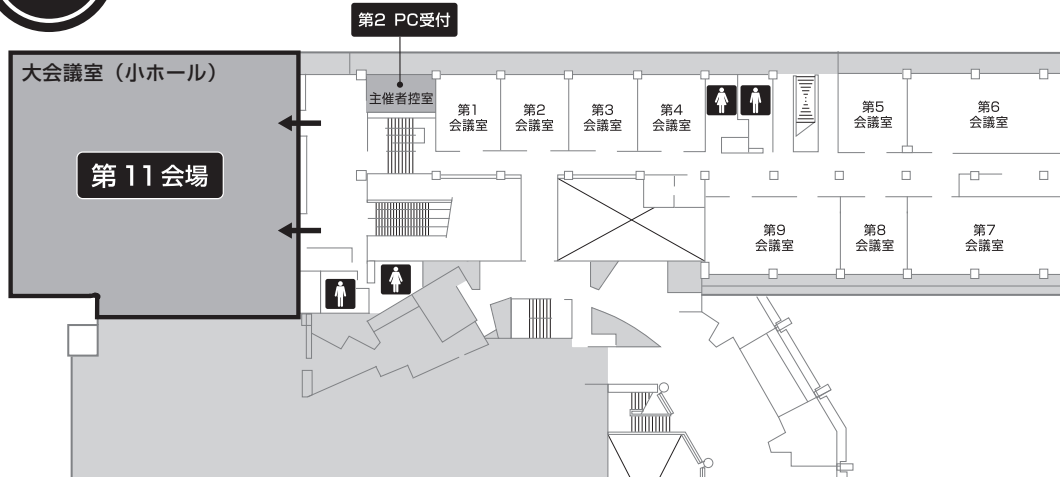 第2 PC受付
大会議室（小ホール）
主催者控室
第1
会議室
第2
会議室
第3
会議室
第4
会議室
第5
会議室
第6
会議室
第11会場
第9
会議室
第8
会議室
第7
会議室